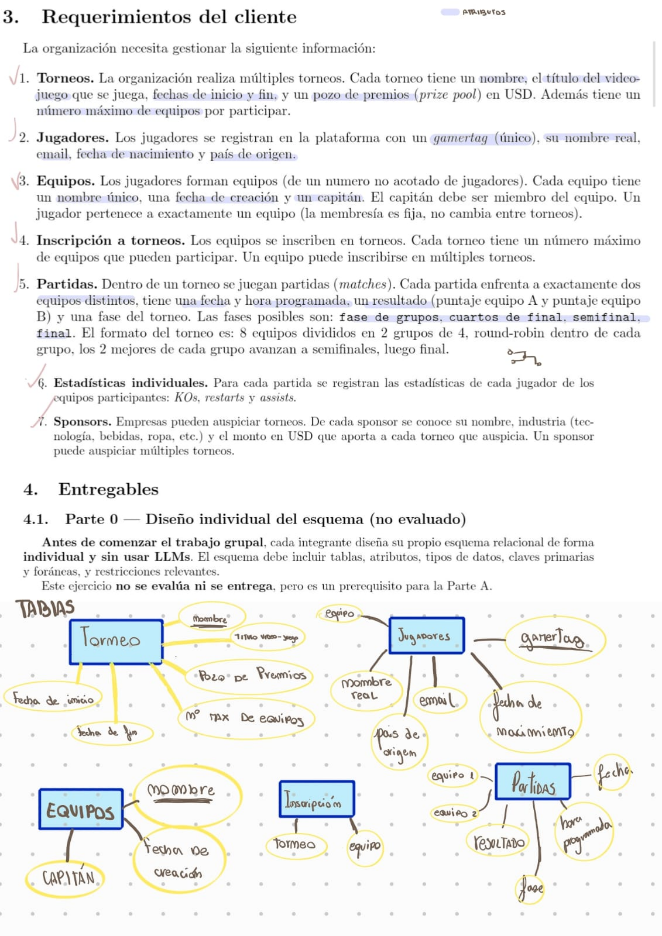 3. Requerimientos del cliente
ATRIBUTOS
La organización necesita gestionar la siguiente información:
1. Torneos. La organización realiza múltiples torneos. Cada torneo tiene un nombre, el título del video-
juego que se juega, fechas de inicio y fin, y un pozo de premios (prize pool) en USD. Además tiene un
número máximo de equipos por participar.
2. Jugadores. Los jugadores se registran en la plataforma con un gamertag (único), su nombre real,
email, fecha de nacimiento y país de origen.
3. Equipos. Los jugadores forman equipos (de un numero no acotado de jugadores). Cada equipo tiene
un nombre único, una fecha de creación y un capitán. El capitán debe ser miembro del equipo. Un
jugador pertenece a exactamente un equipo (la membresía es fija, no cambia entre torneos).
4. Inscripción a torneos. Los equipos se inscriben en torneos. Cada torneo tiene un número máximo
de equipos que pueden participar. Un equipo puede inscribirse en múltiples torneos.
5. Partidas. Dentro de un torneo se juegan partidas (matches). Cada partida enfrenta a exactamente dos
equipos distintos, tiene una fecha y hora programada, un resultado (puntaje equipo A y puntaje equipo
B) y una fase del torneo. Las fases posibles son: fase de grupos, cuartos de final, semifinal,
final. El formato del torneo es: 8 equipos divididos en 2 grupos de 4, round-robin dentro de cada
grupo, los 2 mejores de cada grupo avanzan a semifinales, luego final.
6. Estadísticas individuales. Para cada partida se registran las estadísticas de cada jugador de los
equipos participantes: KOs, restarts y assists.
7. Sponsors. Empresas pueden auspiciar torneos. De cada sponsor se conoce su nombre, industria (tec-
nología, bebidas, ropa, etc.) y el monto en USD que aporta a cada torneo que auspicia. Un sponsor
puede auspiciar múltiples torneos.
4. Entregables
4.1. Parte 0 — Diseño individual del esquema (no evaluado)
Antes de comenzar el trabajo grupal, cada integrante diseña su propio esquema relacional de forma
individual y sin usar LLMs. El esquema debe incluir tablas, atributos, tipos de datos, claves primarias
y foráneas, y restricciones relevantes.
Este ejercicio no se evalúa ni se entrega, pero es un prerequisito para la Parte A.
TABLAS
Torneo
nombre
Titulo video-juego
Pozo de Premios
nº max De equipos
Fecha de inicio
fecha de fin
equipo
Jugadores
gamertag
nombre
real
email
fecha de
nacimiento
pais de
origen
EQUIPOS
nombre
fecha De
creación
CAPITÁN
Inscripción
torneo
equipo
Partidas
equipo 1
equipo 2
resultado
fase
hora
programada
fecha